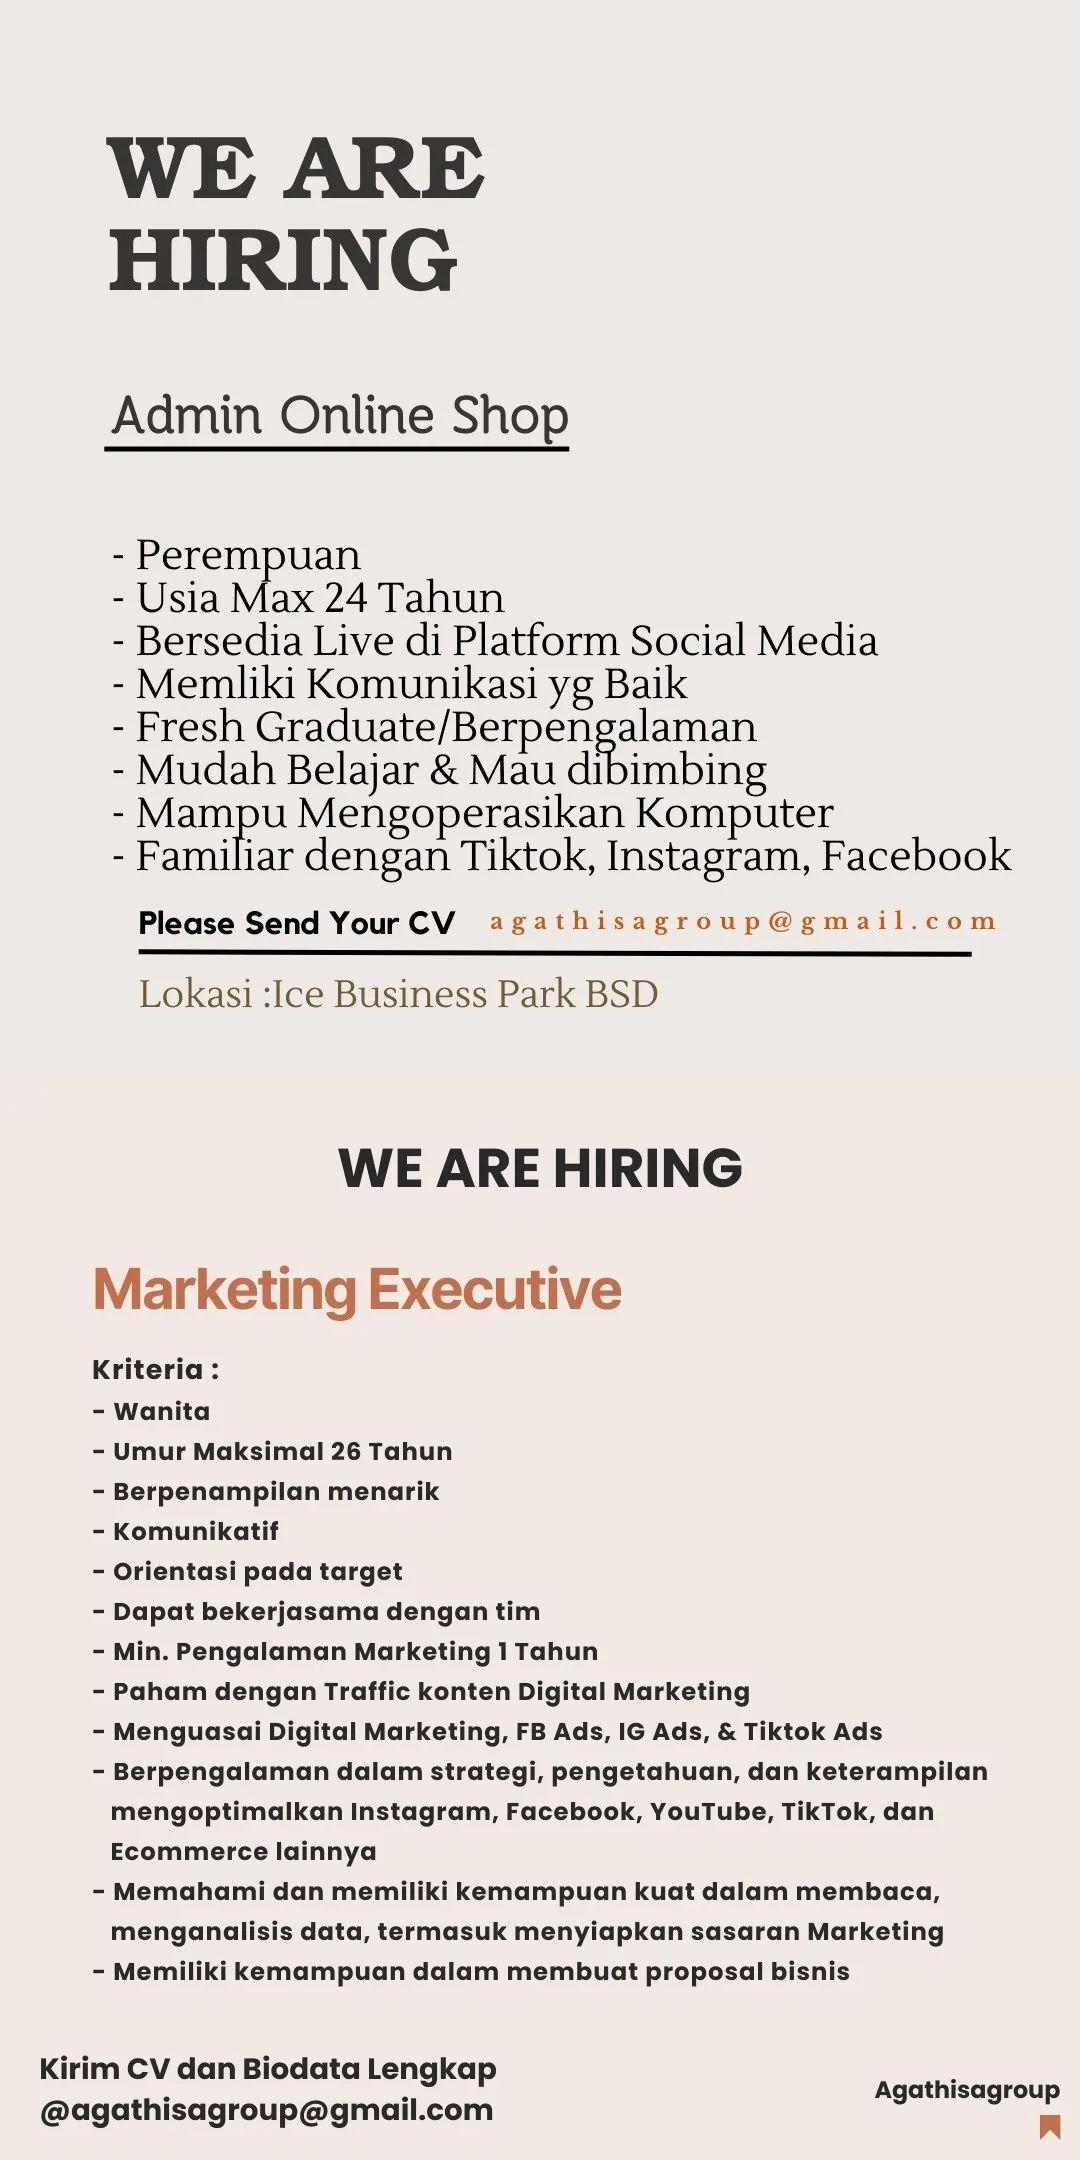 WE ARE
HIRING
Admin Online Shop
- Perempuan
- Usia Max 24 Tahun
- Bersedia Live di Platform Social Media
- Memliki Komunikasi yg Baik
- Fresh Graduate/Berpengalaman
- Mudah Belajar & Mau dibimbing
- Mampu Mengoperasikan Komputer
- Familiar dengan Tiktok, Instagram, Facebook
Please Send Your CV agathisagroup@gmail.com
Lokasi :Ice Business Park BSD
WE ARE HIRING
Marketing Executive
Kriteria :
- Wanita
- Umur Maksimal 26 Tahun
- Berpenampilan menarik
- Komunikatif
- Orientasi pada target
- Dapat bekerjasama dengan tim
- Min. Pengalaman Marketing 1 Tahun
- Paham dengan Traffic konten Digital Marketing
- Menguasai Digital Marketing, FB Ads, IG Ads, & Tiktok Ads
- Berpengalaman dalam strategi, pengetahuan, dan keterampilan
mengoptimalkan Instagram, Facebook, YouTube, TikTok, dan
Ecommerce lainnya
- Memahami dan memiliki kemampuan kuat dalam membaca,
menganalisis data, termasuk menyiapkan sasaran Marketing
- Memiliki kemampuan dalam membuat proposal bisnis
Kirim CV dan Biodata Lengkap
@agathisagroup@gmail.com
Agathisagroup